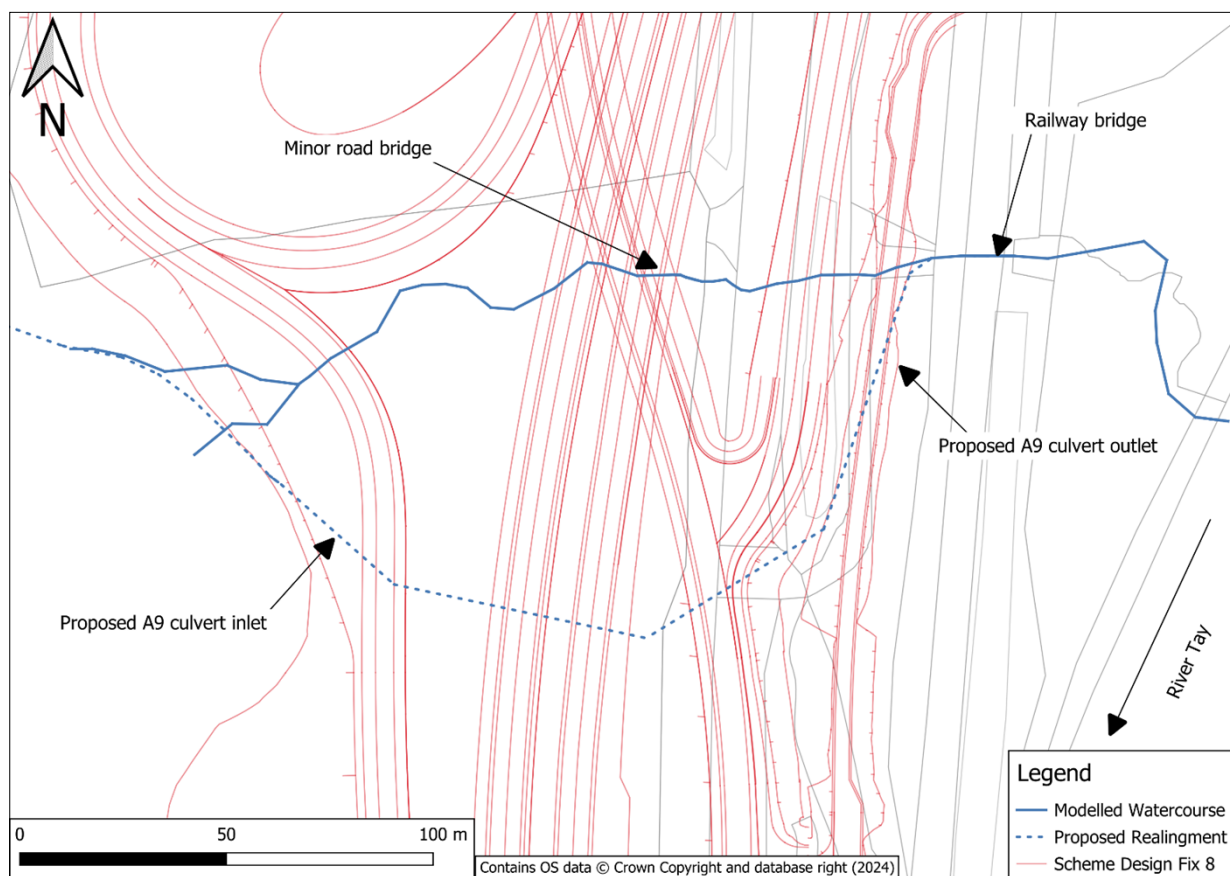 N
Minor road bridge
Railway bridge
Proposed A9 culvert outlet
Proposed A9 culvert inlet
River Tay
Legend
Modelled Watercourse
Proposed Realingment
Scheme Design Fix 8
0 50 100 m
Contains OS data © Crown Copyright and database right (2024)